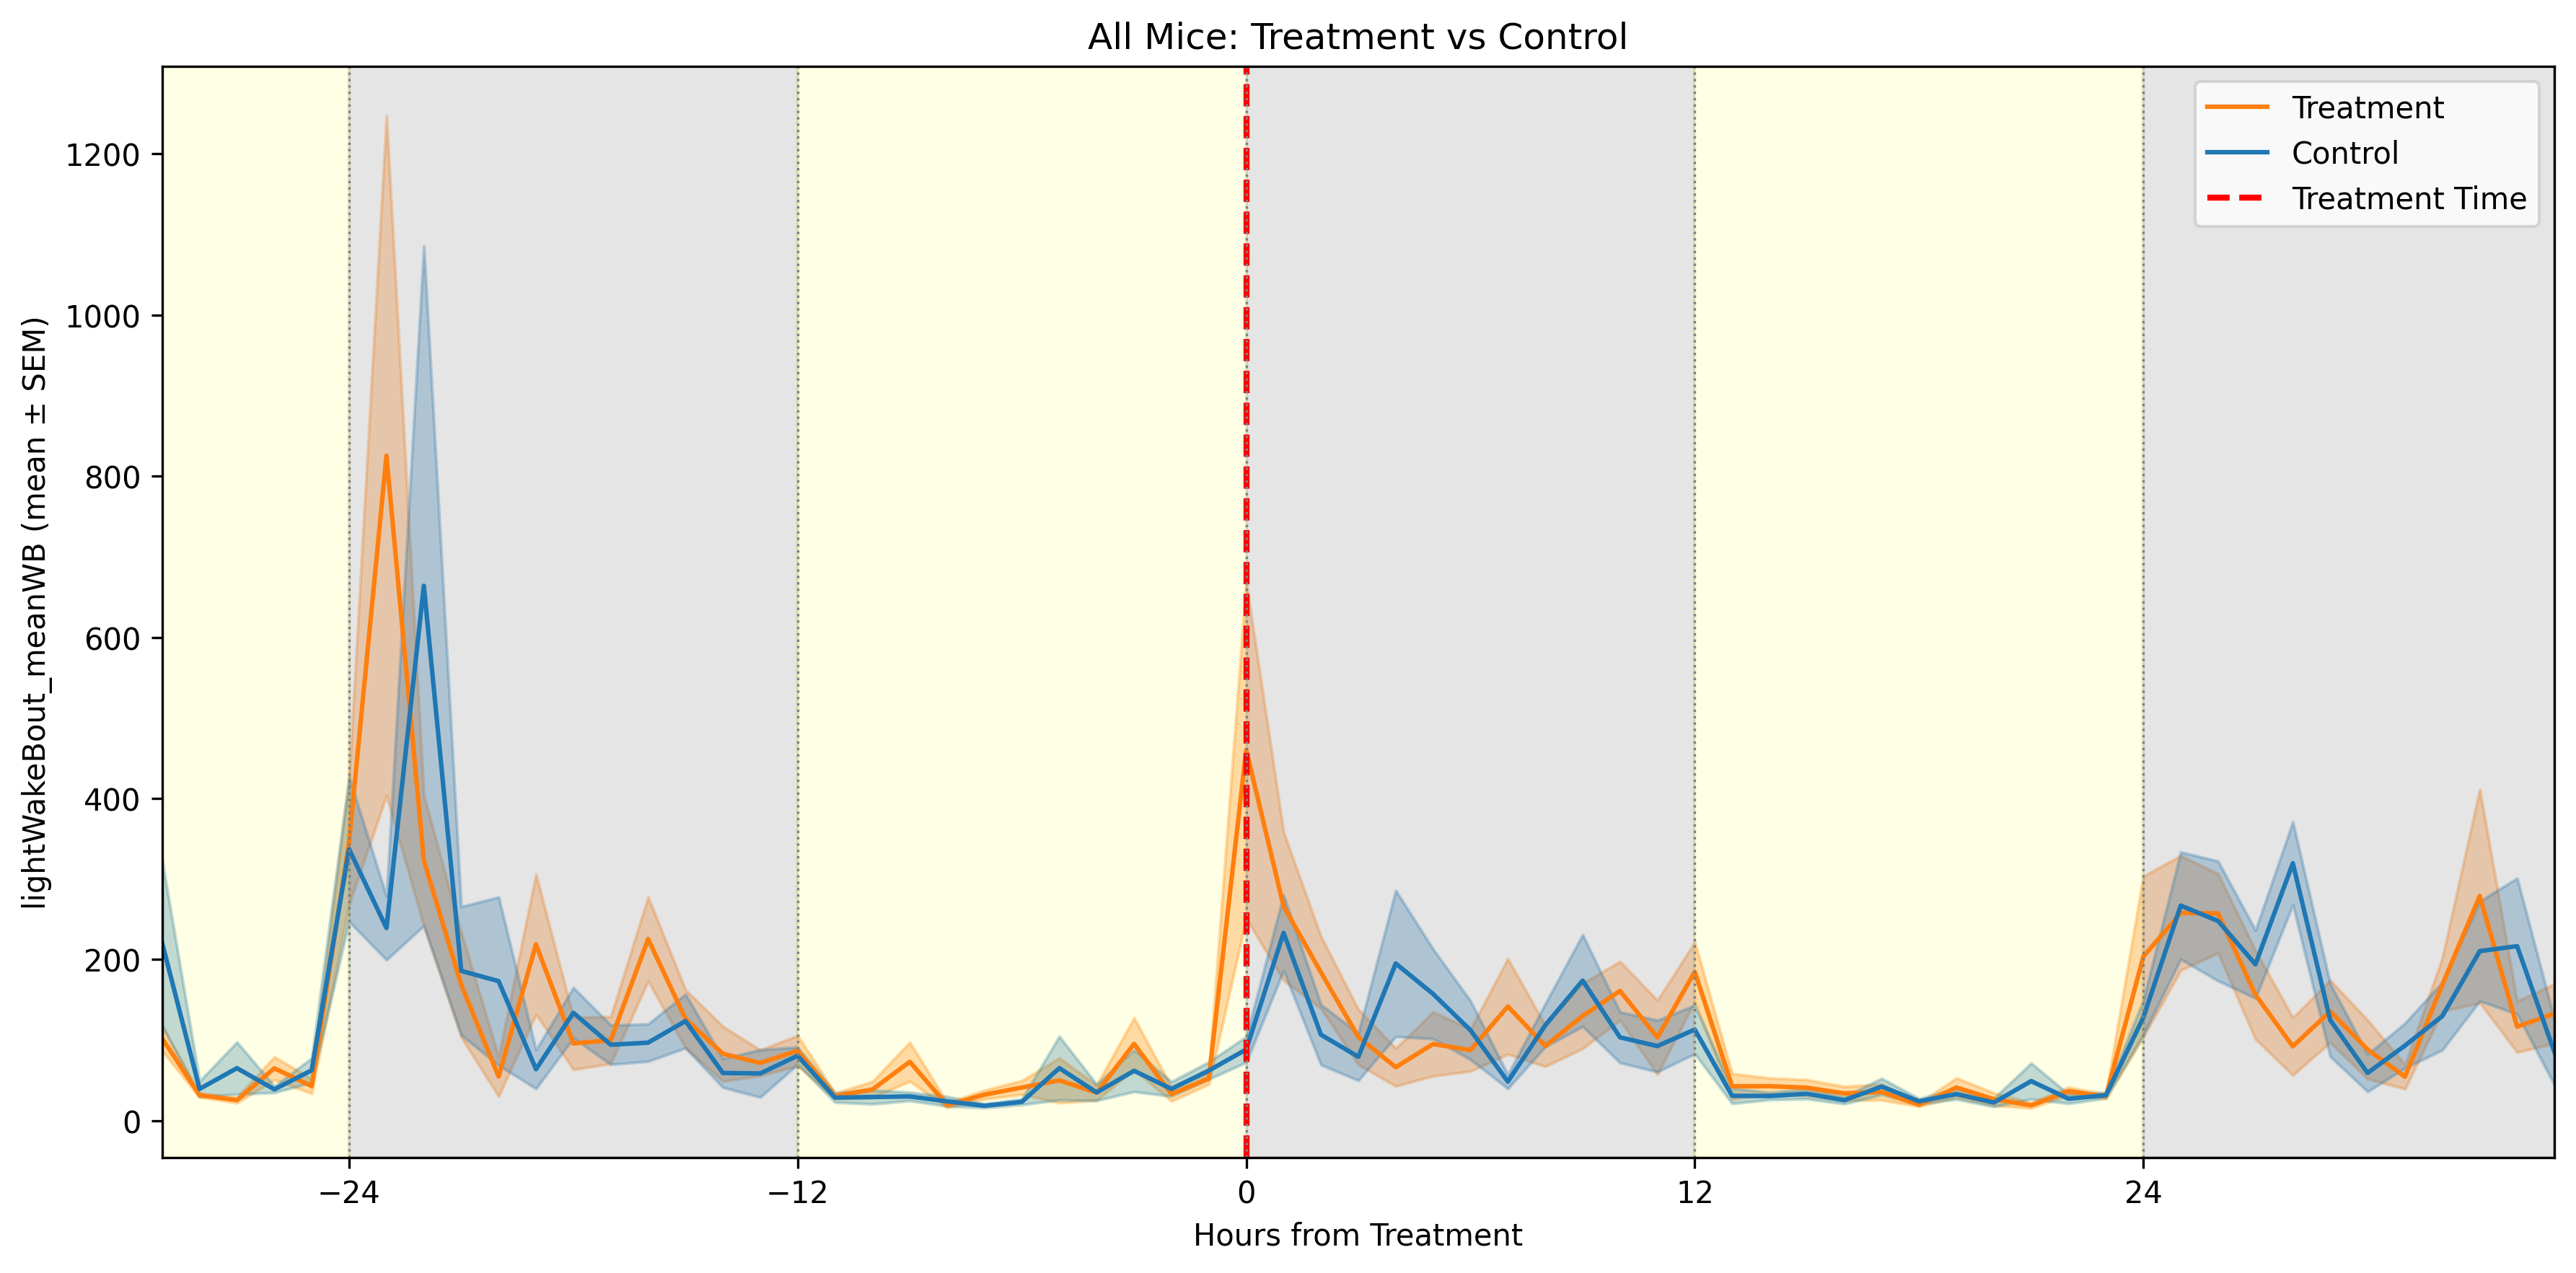 All Mice: Treatment vs Control
lightWakeBout_meanWB (mean ± SEM)
1200
1000
800
600
400
200
0
Treatment
Control
Treatment Time
−24
−12
0
12
24
Hours from Treatment